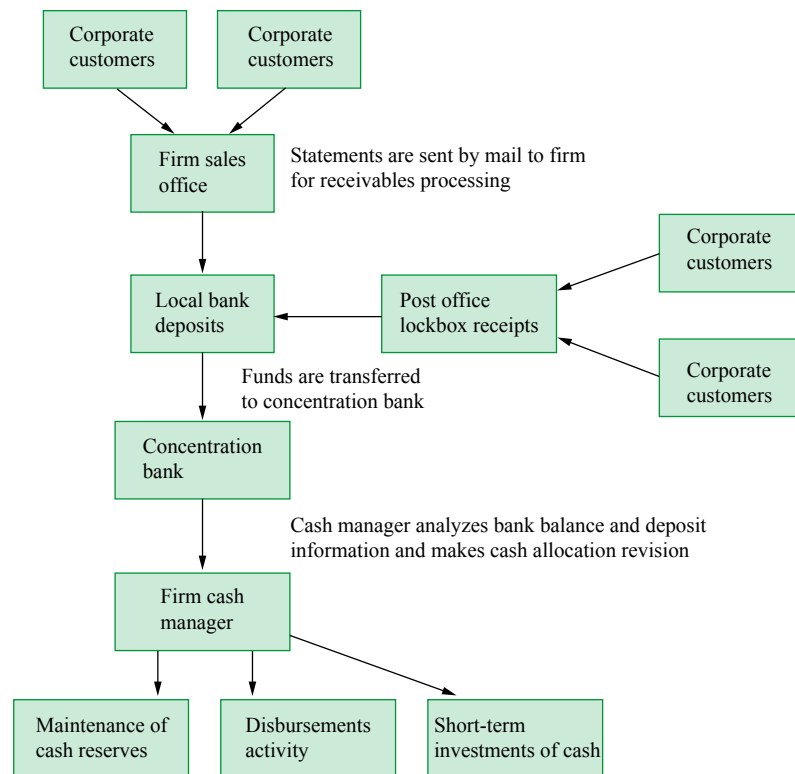 Corporate
customers
Corporate
customers
Firm sales
office
Statements are sent by mail to firm
for receivables processing
Corporate
customers
Local bank
deposits
Post office
lockbox receipts
Corporate
customers
Funds are transferred
to concentration bank
Concentration
bank
Cash manager analyzes bank balance and deposit
information and makes cash allocation revision
Firm cash
manager
Maintenance of
cash reserves
Disbursements
activity
Short-term
investments of cash